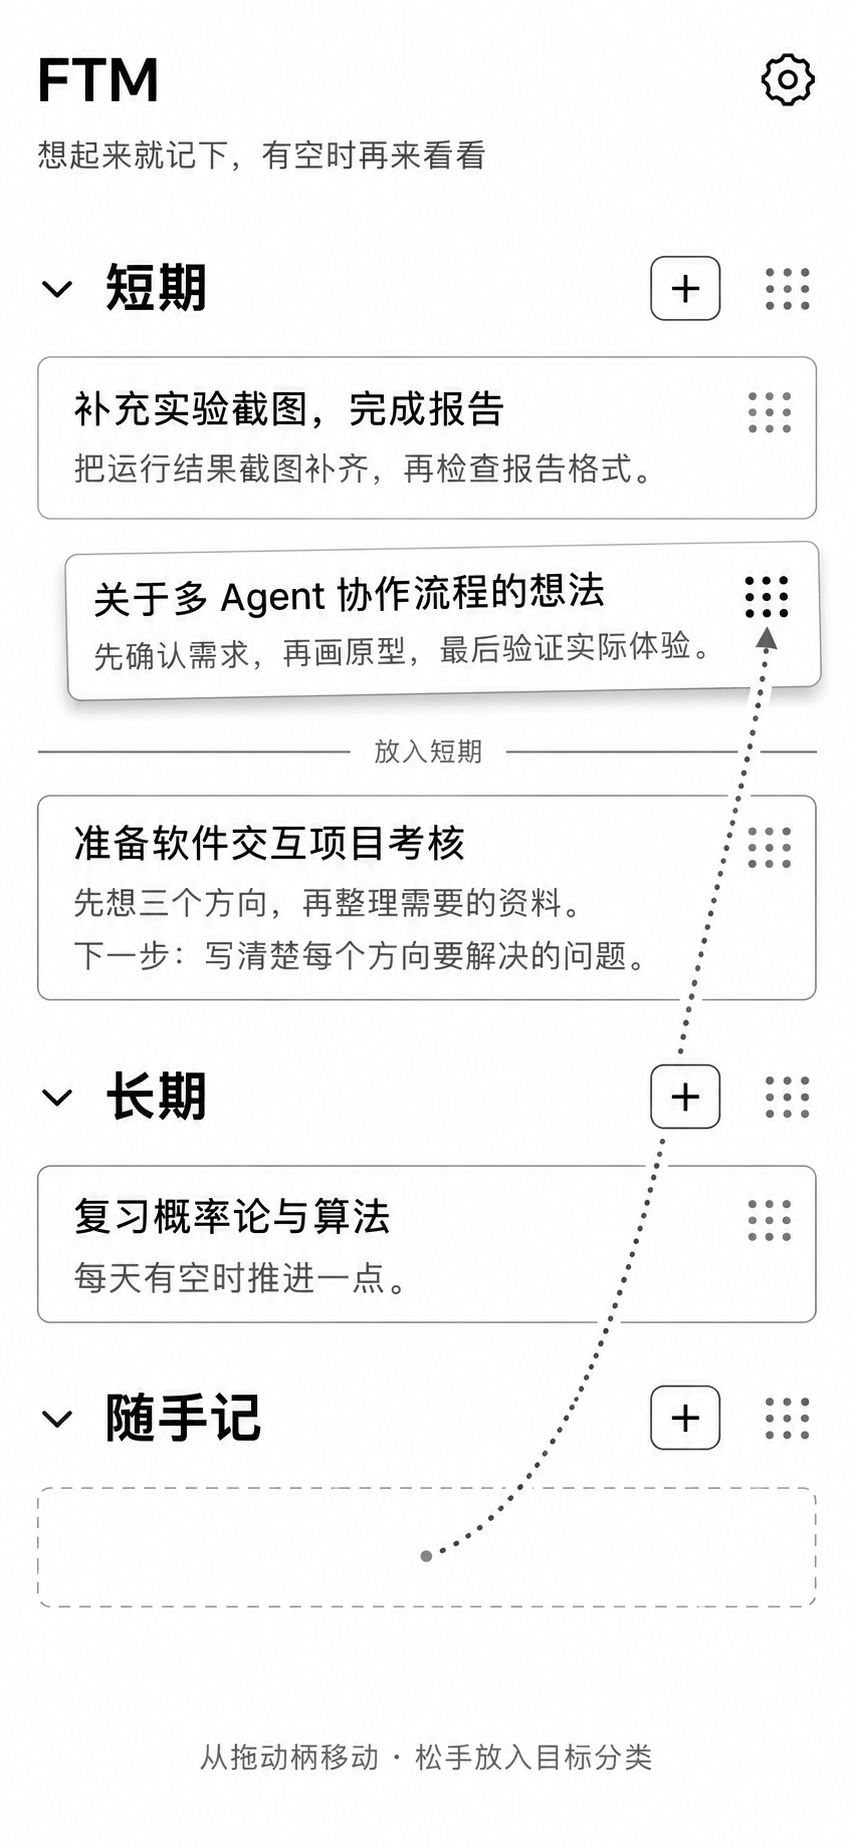 FTM
想起来就记下，有空时再来看看
短期
补充实验截图，完成报告
把运行结果截图补齐，再检查报告格式。
关于多 Agent 协作流程的想法
先确认需求，再画原型，最后验证实际体验。
放入短期
准备软件交互项目考核
先想三个方向，再整理需要的资料。
下一步：写清楚每个方向要解决的问题。
长期
复习概率论与算法
每天有空时推进一点。
随手记
从拖动柄移动 · 松手放入目标分类